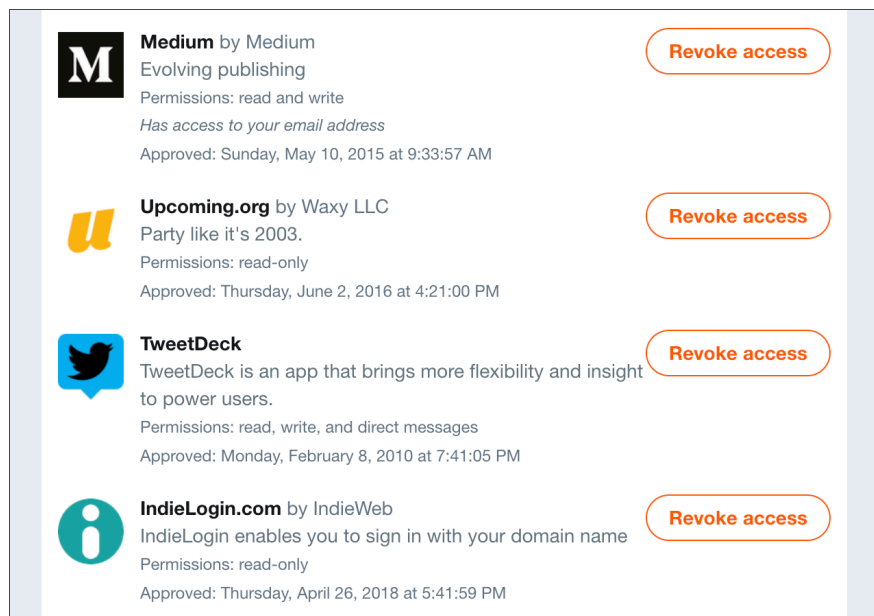 M
Medium by Medium
Revoke access
Evolving publishing
Permissions: read and write
Has access to your email address
Approved: Sunday, May 10, 2015 at 9:33:57 AM
u
Upcoming.org by Waxy LLC
Revoke access
Party like it's 2003.
Permissions: read-only
Approved: Thursday, June 2, 2016 at 4:21:00 PM
TweetDeck
Revoke access
TweetDeck is an app that brings more flexibility and insight
to power users.
Permissions: read, write, and direct messages
Approved: Monday, February 8, 2010 at 7:41:05 PM
i
IndieLogin.com by IndieWeb
Revoke access
IndieLogin enables you to sign in with your domain name
Permissions: read-only
Approved: Thursday, April 26, 2018 at 5:41:59 PM